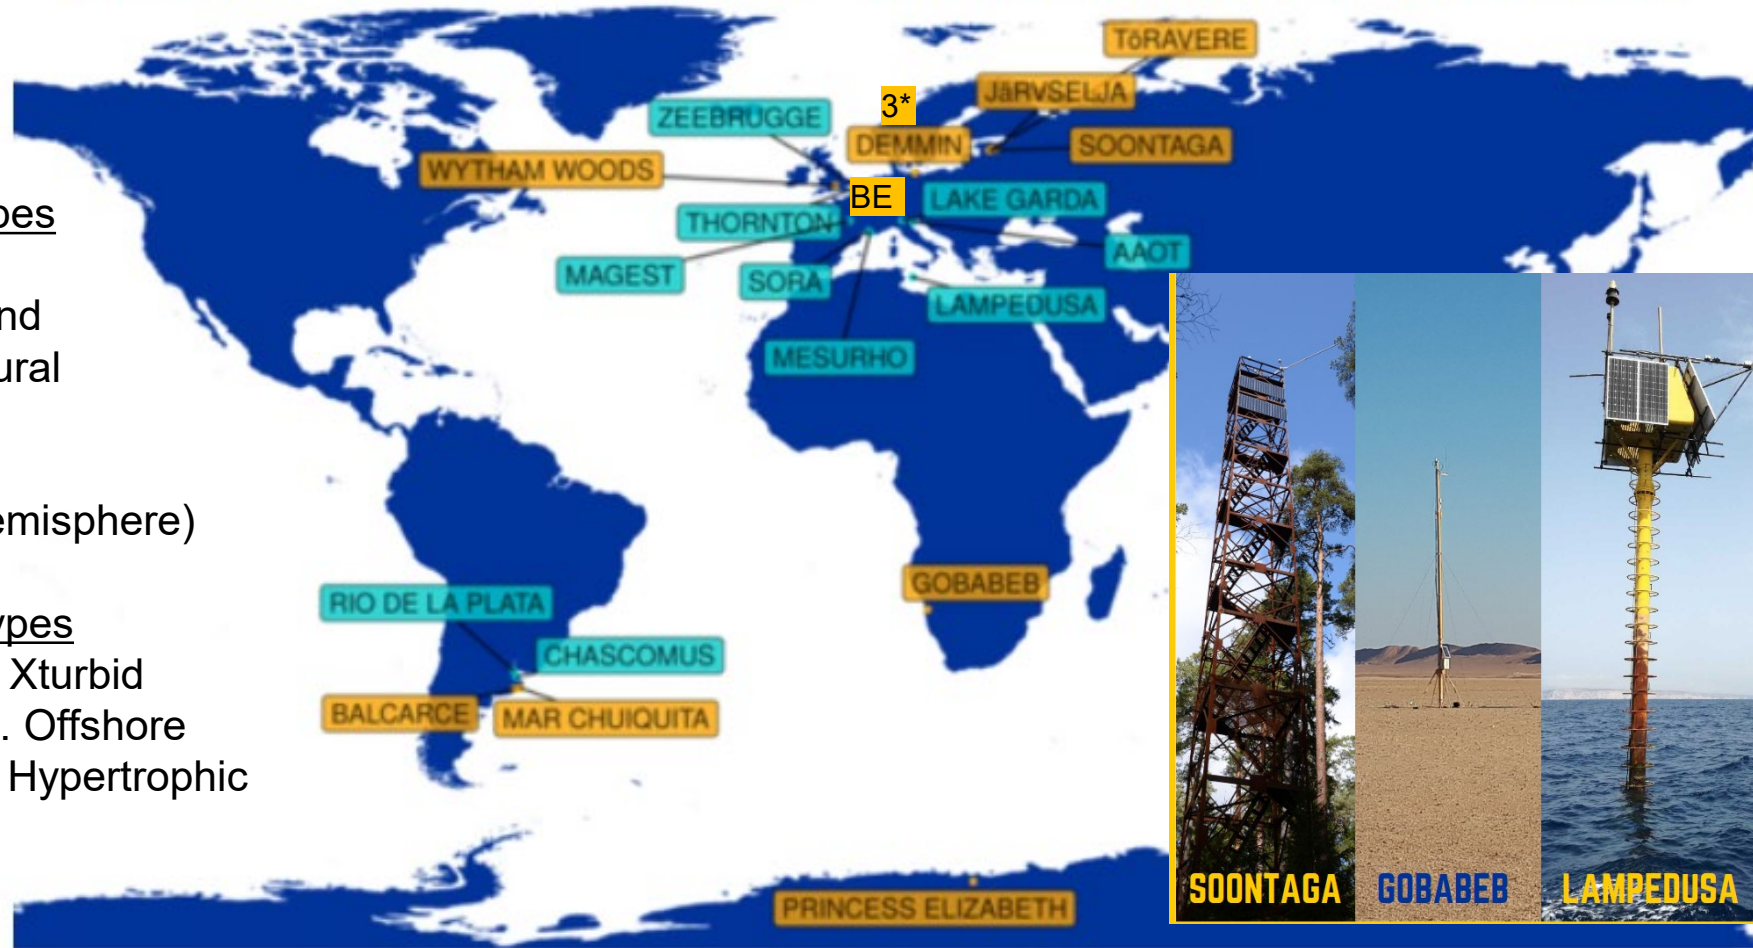 TõRAVERE
JäRVSELJA
3*
ZEEBRUGGE
DEMMIN
SOONTAGA
WYTHAM WOODS
BE
LAKE GARDA
pes
THORNTON
AAOT
MAGEST
SORA
LAMPEDUSA
nd
MESURHO
ural
emisphere)
GOBABEB
RIO DE LA PLATA
ypes
CHASCOMUS
Xturbid
BALCARCE
MAR CHUIQUITA
. Offshore
Hypertrophic
SOONTAGA
GOBABEB
LAMPEDUSA
PRINCESS ELIZABETH